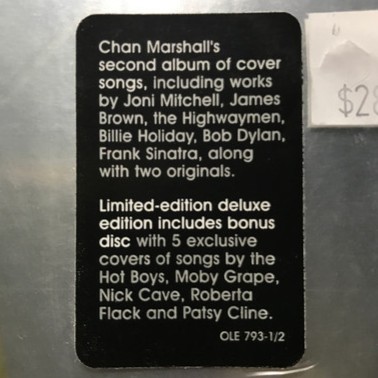 Chan Marshall's
second album of cover
songs, including works
by Joni Mitchell, James
Brown, the Highwaymen,
Billie Holiday, Bob Dylan,
Frank Sinatra, along
with two originals.
Limited-edition deluxe
edition includes bonus
disc with 5 exclusive
covers of songs by the
Hot Boys, Moby Grape,
Nick Cave, Roberta
Flack and Patsy Cline.
OLE 793-1/2